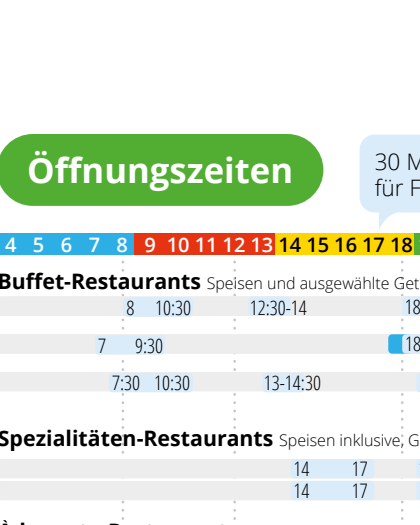 Öffnungszeiten
30 M
für F
4 5 6 7 8 9 10 11 12 13 14 15 16 17 18
Buffet-Restaurants Speisen und ausgewählte Get
8 10:30 12:30-14 18
7 9:30 18
7:30 10:30 13-14:30
Spezialitäten-Restaurants Speisen inklusive, G
14 17
14 17